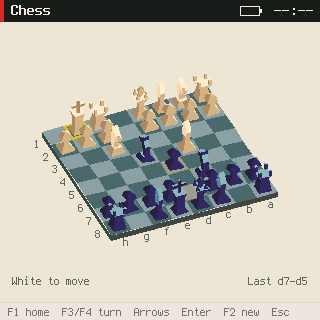 Chess --:--
1
2
3
4
5
6
7
8
h g f e d c b a
White to move Last d7-d5
F1 home F3/F4 turn Arrows Enter F2 new Esc